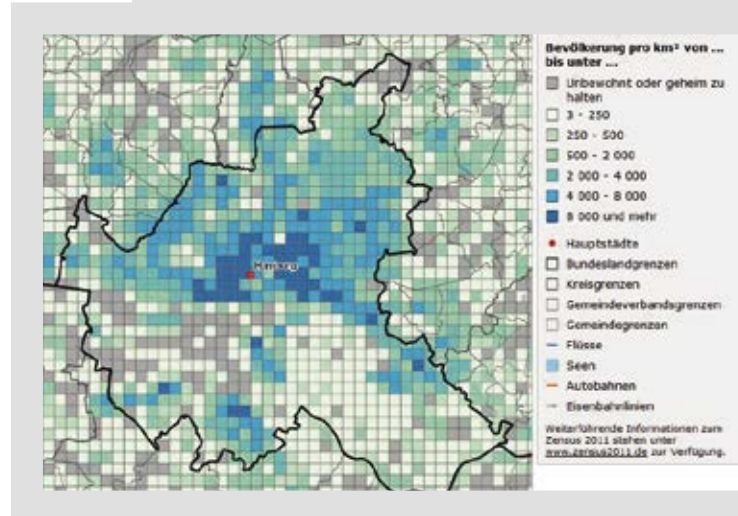 Bevölkerung pro km² von ...
bis unter ...
Unbewohnt oder geheim zu
halten
3 - 250
250 - 500
500 - 2 000
2 000 - 4 000
4 000 - 8 000
8 000 und mehr
Hauptstädte
Bundeslandgrenzen
Kreisgrenzen
Gemeindeverbandsgrenzen
Gemeindegrenzen
Flüsse
Seen
Autobahnen
Eisenbahnlinien
Weiterführende Informationen zum
Zensus 2011 stehen unter
www.zensus2011.de zur Verfügung.